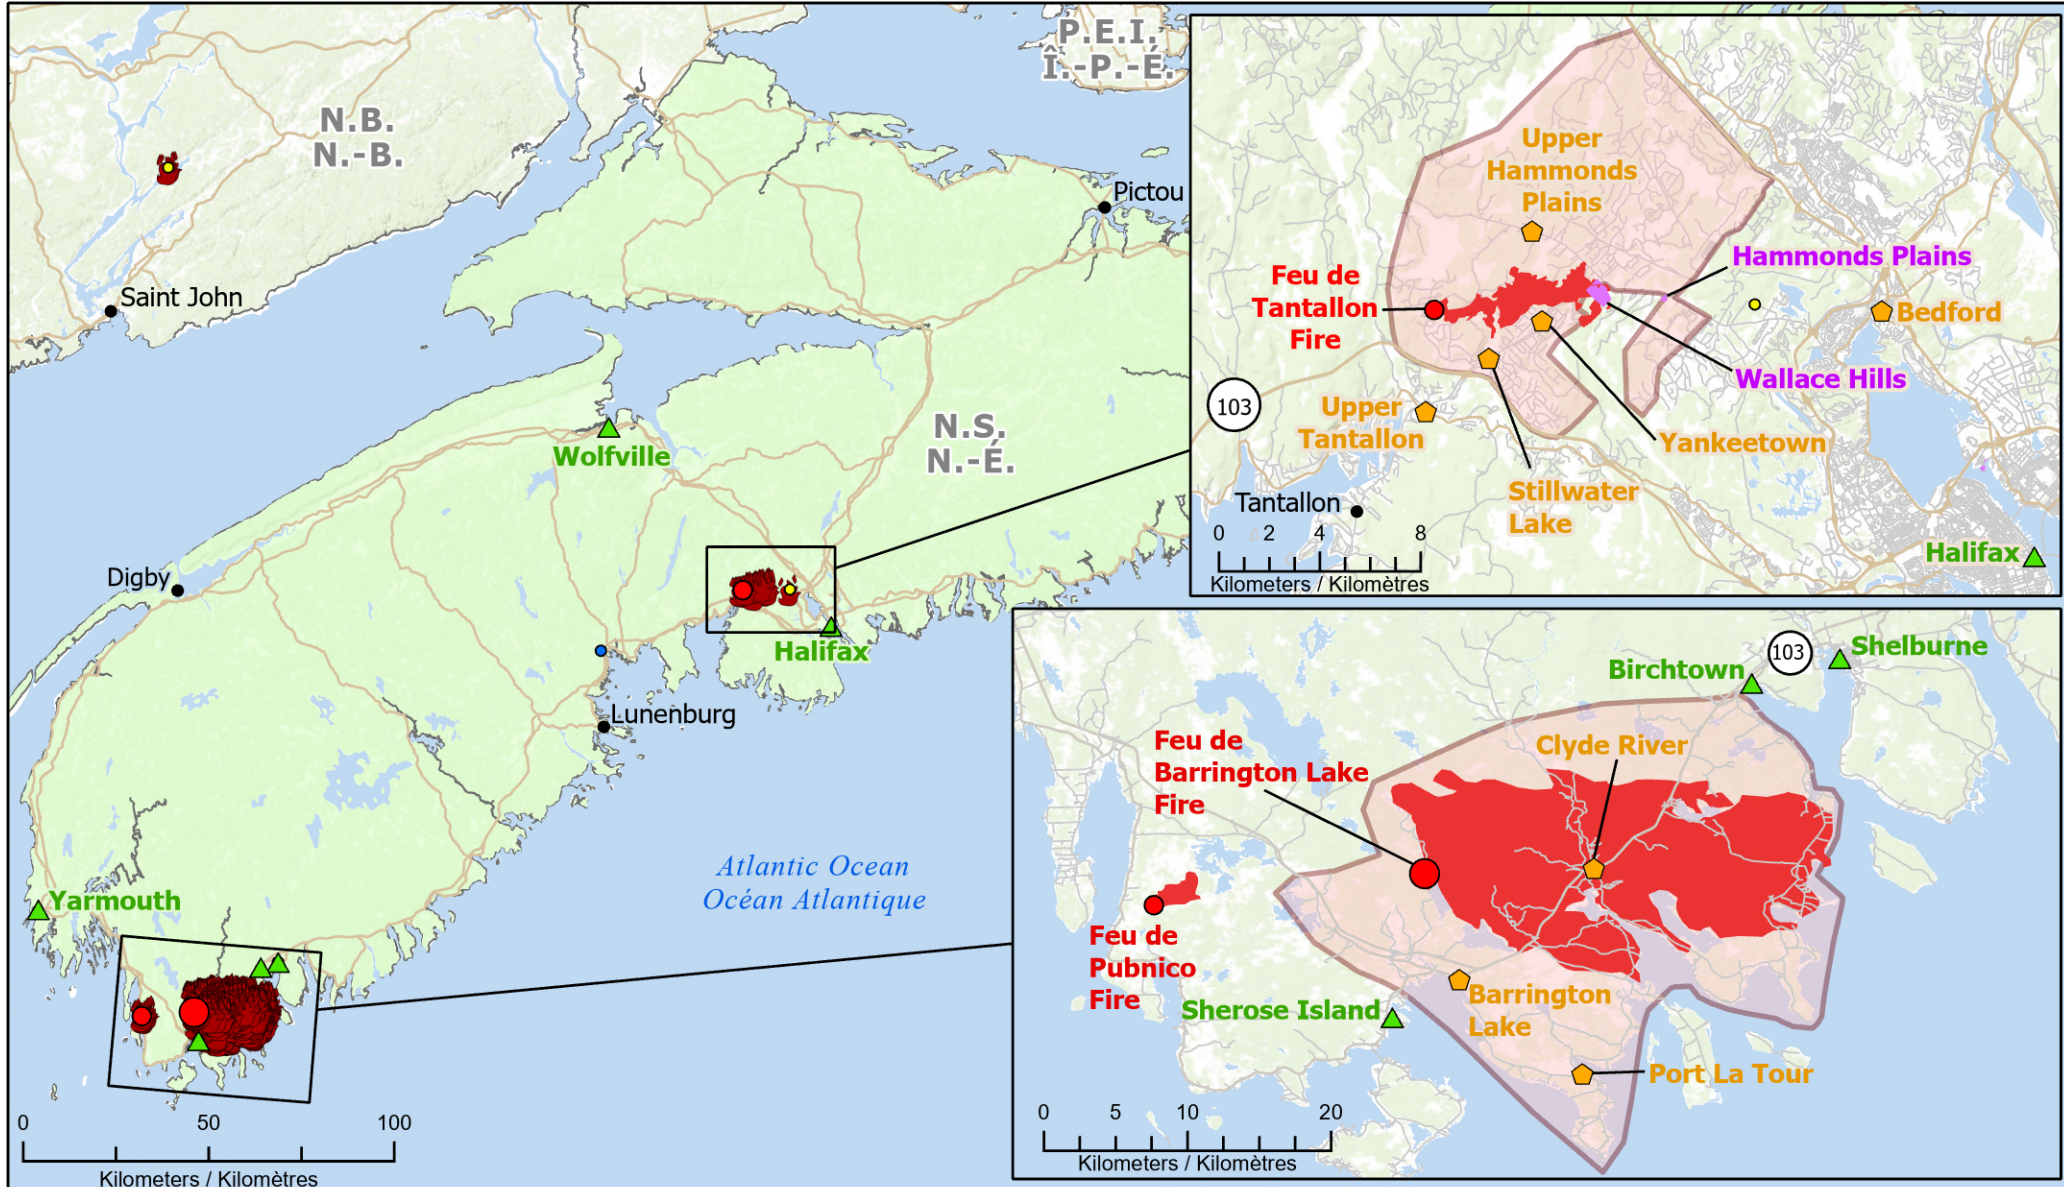 N.B.
N.-B.
P.E.I.
Î.-P.-É.
Pictou
Saint John
N.S.
N.-É.
Wolfville
Digby
Halifax
Lunenburg
Yarmouth
Atlantic Ocean
Océan Atlantique
0 50 100
Kilometers / Kilomètres
Upper
Hammonds
Plains
Hammonds Plains
Feu de
Tantallon
Fire
Bedford
Wallace Hills
103
Upper
Tantallon
Yankeetown
Stillwater
Lake
Tantallon
0 2 4 8
Kilometers / Kilomètres
Halifax
103
Shelburne
Birchtown
Feu de
Barrington Lake
Fire
Clyde River
Feu de
Pubnico
Fire
Sherose Island
Barrington
Lake
Port La Tour
0 5 10 20
Kilometers / Kilomètres